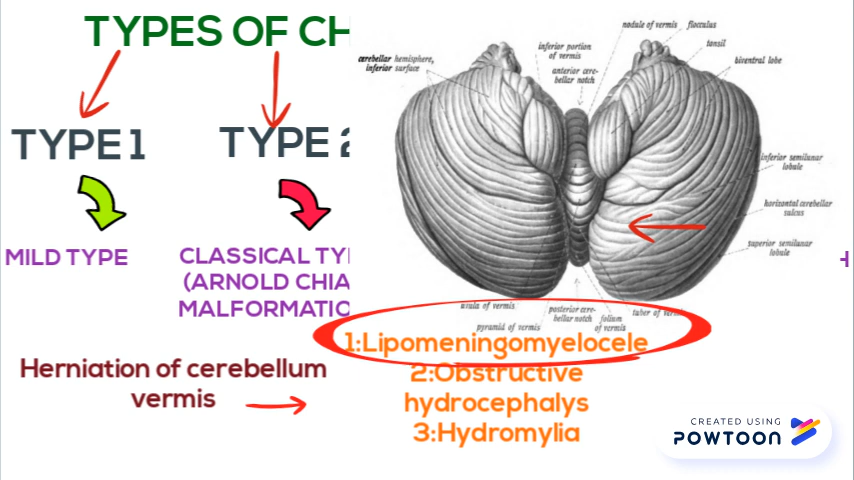 TYPES OF CH
TYPE 1
TYPE 2
MILD TYPE
CLASSICAL TYI
(ARNOLD CHIA
MALFORMATIO
H
Herniation of cerebellum
vermis
cerebellar hemisphere,
inferior surface
inferior portion
of vermis
anterior cere-
bellar notch
nodule of vermis
flocculus
tonsil
biventral lobe
inferior semilunar
lobule
horizontal cerebellar
sulcus
superior semilunar
lobule
uvula of vermis
pyramid of vermis
posterior cere-
bellar notch
folium
of vermis
tuber of
1:Lipomeningomyelocele
2:Obstructive
hydrocephalys
3:Hydromylia
CREATED USING
POWTOON